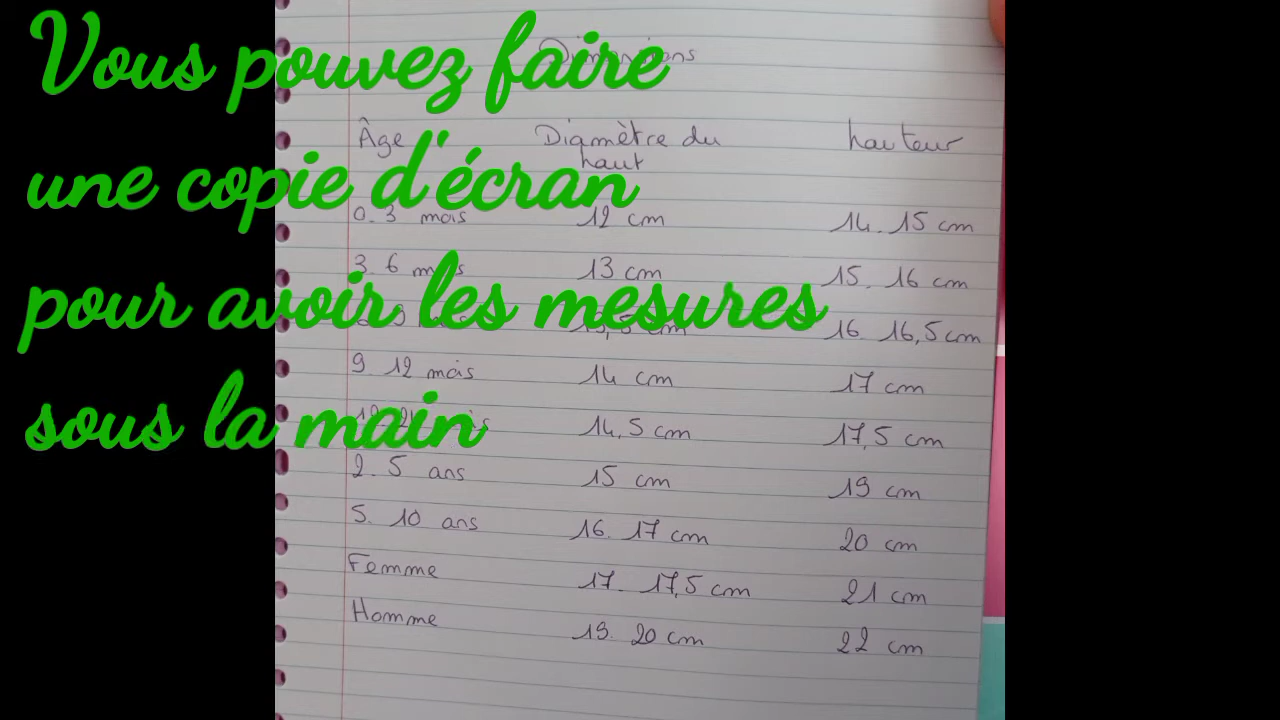 Vous pouvez faire
une copie d'écran
pour avoir les mesures
sous la main
Dimensions
Âge Diamètre du haut hauteur
0.3 mois 12 cm 14.15 cm
3 6 mois 13 cm 15.16 cm
13,5 cm 16 16,5 cm
9 12 mois 14 cm 17 cm
14,5 cm 17,5 cm
2.5 ans 15 cm 19 cm
5.10 ans 16.17 cm 20 cm
Femme 17.17,5 cm 21 cm
Homme 19.20 cm 22 cm